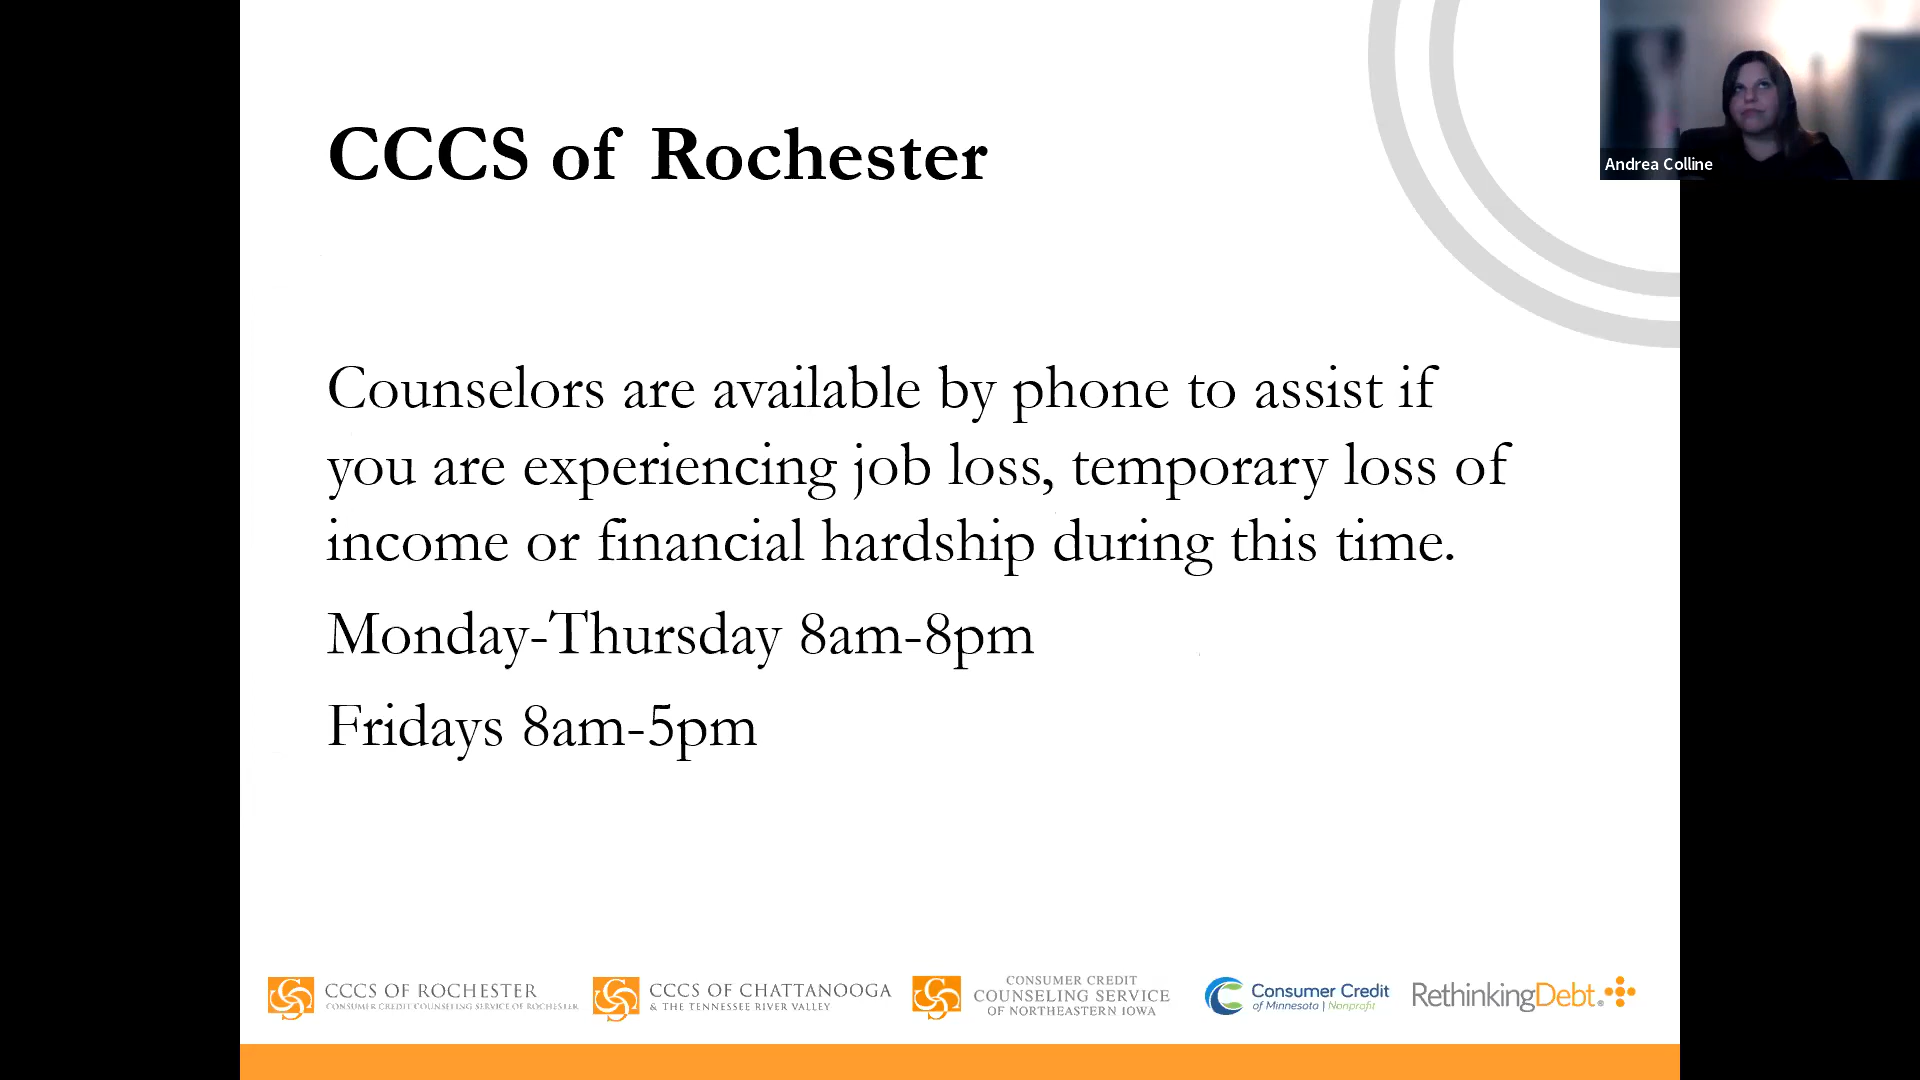 CCCS of Rochester
Andrea Colline
Counselors are available by phone to assist if
you are experiencing job loss, temporary loss of
income or financial hardship during this time.
Monday-Thursday 8am-8pm
Fridays 8am-5pm
CCCS OF ROCHESTER
CONSUMER CREDIT COUNSELING SERVICE OF ROCHESTER
CCCS OF CHATTANOOGA
& THE TENNESSEE RIVER VALLEY
CONSUMER CREDIT
COUNSELING SERVICE
OF NORTHEASTERN IOWA
Consumer Credit
of Minnesota | Nonprofit
RethinkingDebt.®